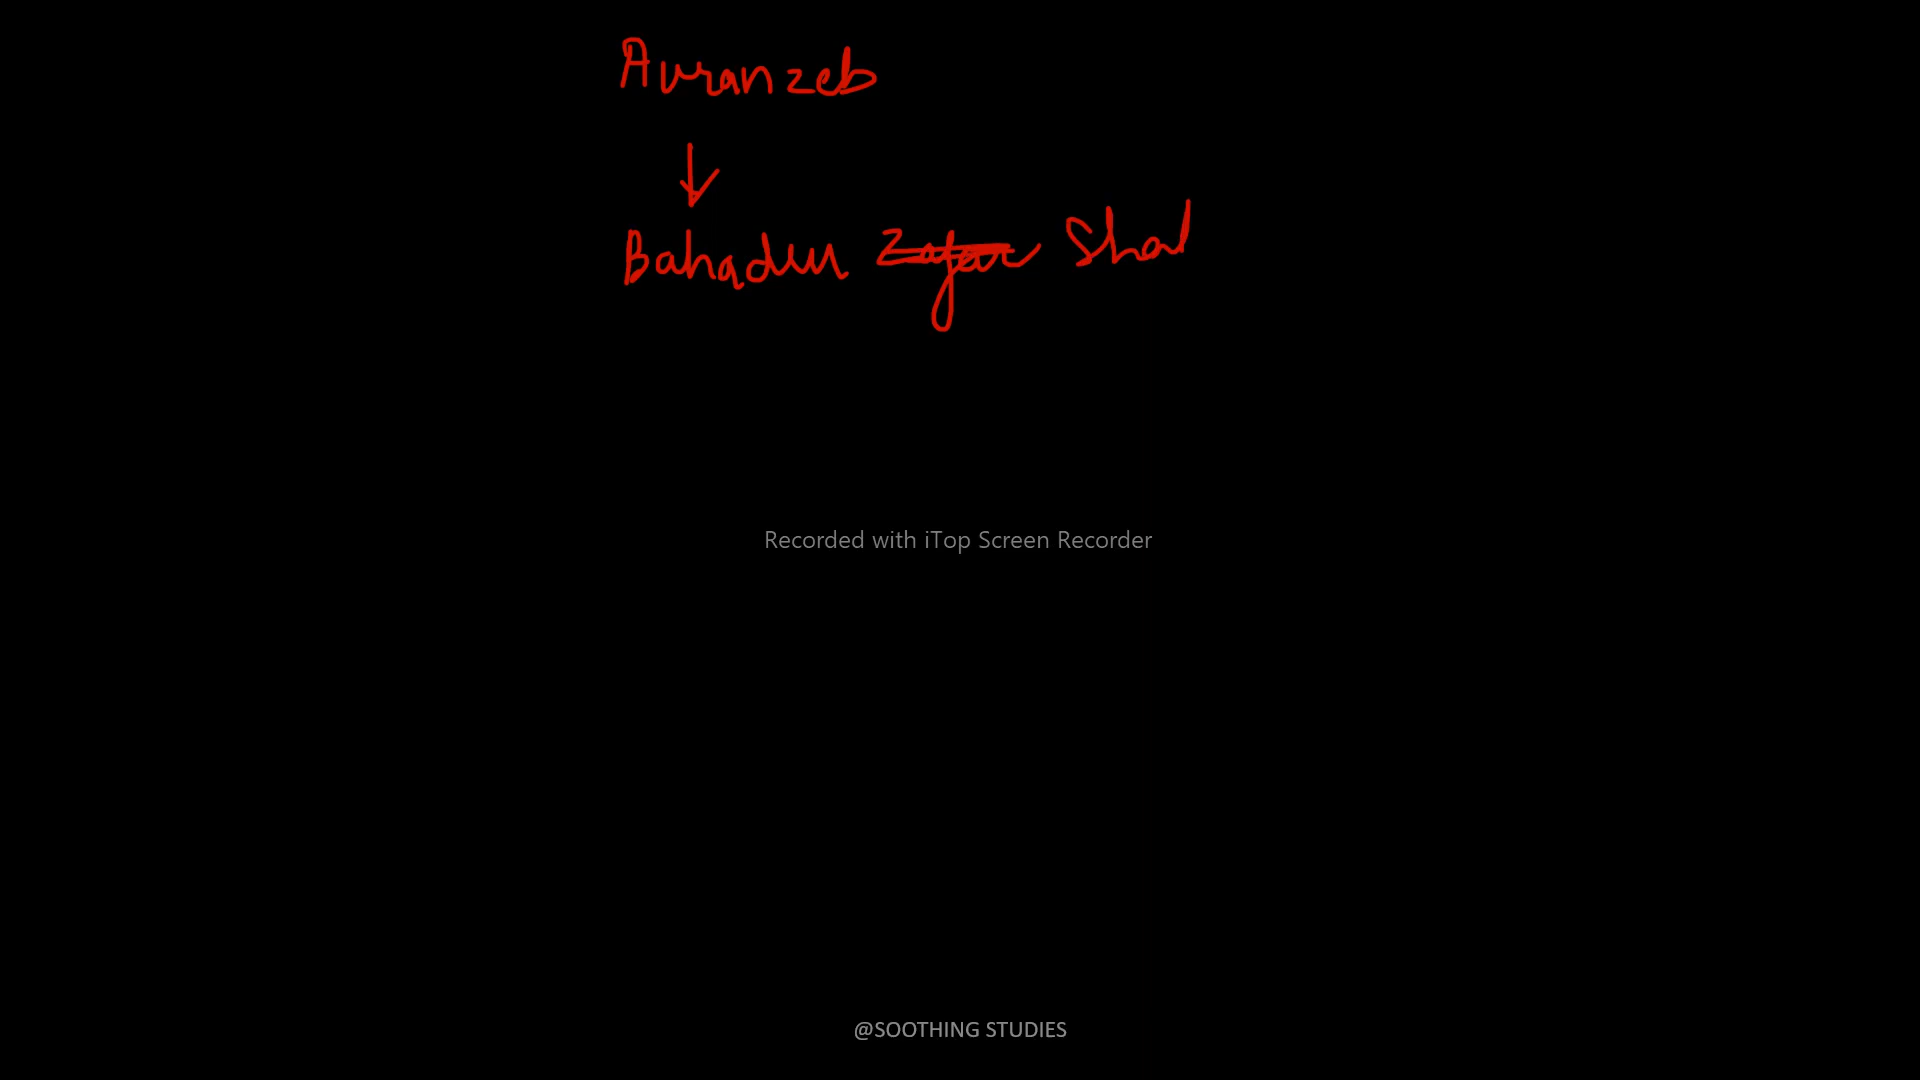 Auranzeb
Bahadur Zafar Shah
Recorded with iTop Screen Recorder
@SOOTHING STUDIES